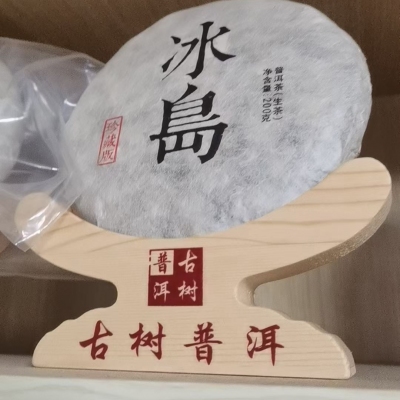 冰島
普洱茶(生茶)
净含量:200克
珍藏版
古树
普洱
古树普洱